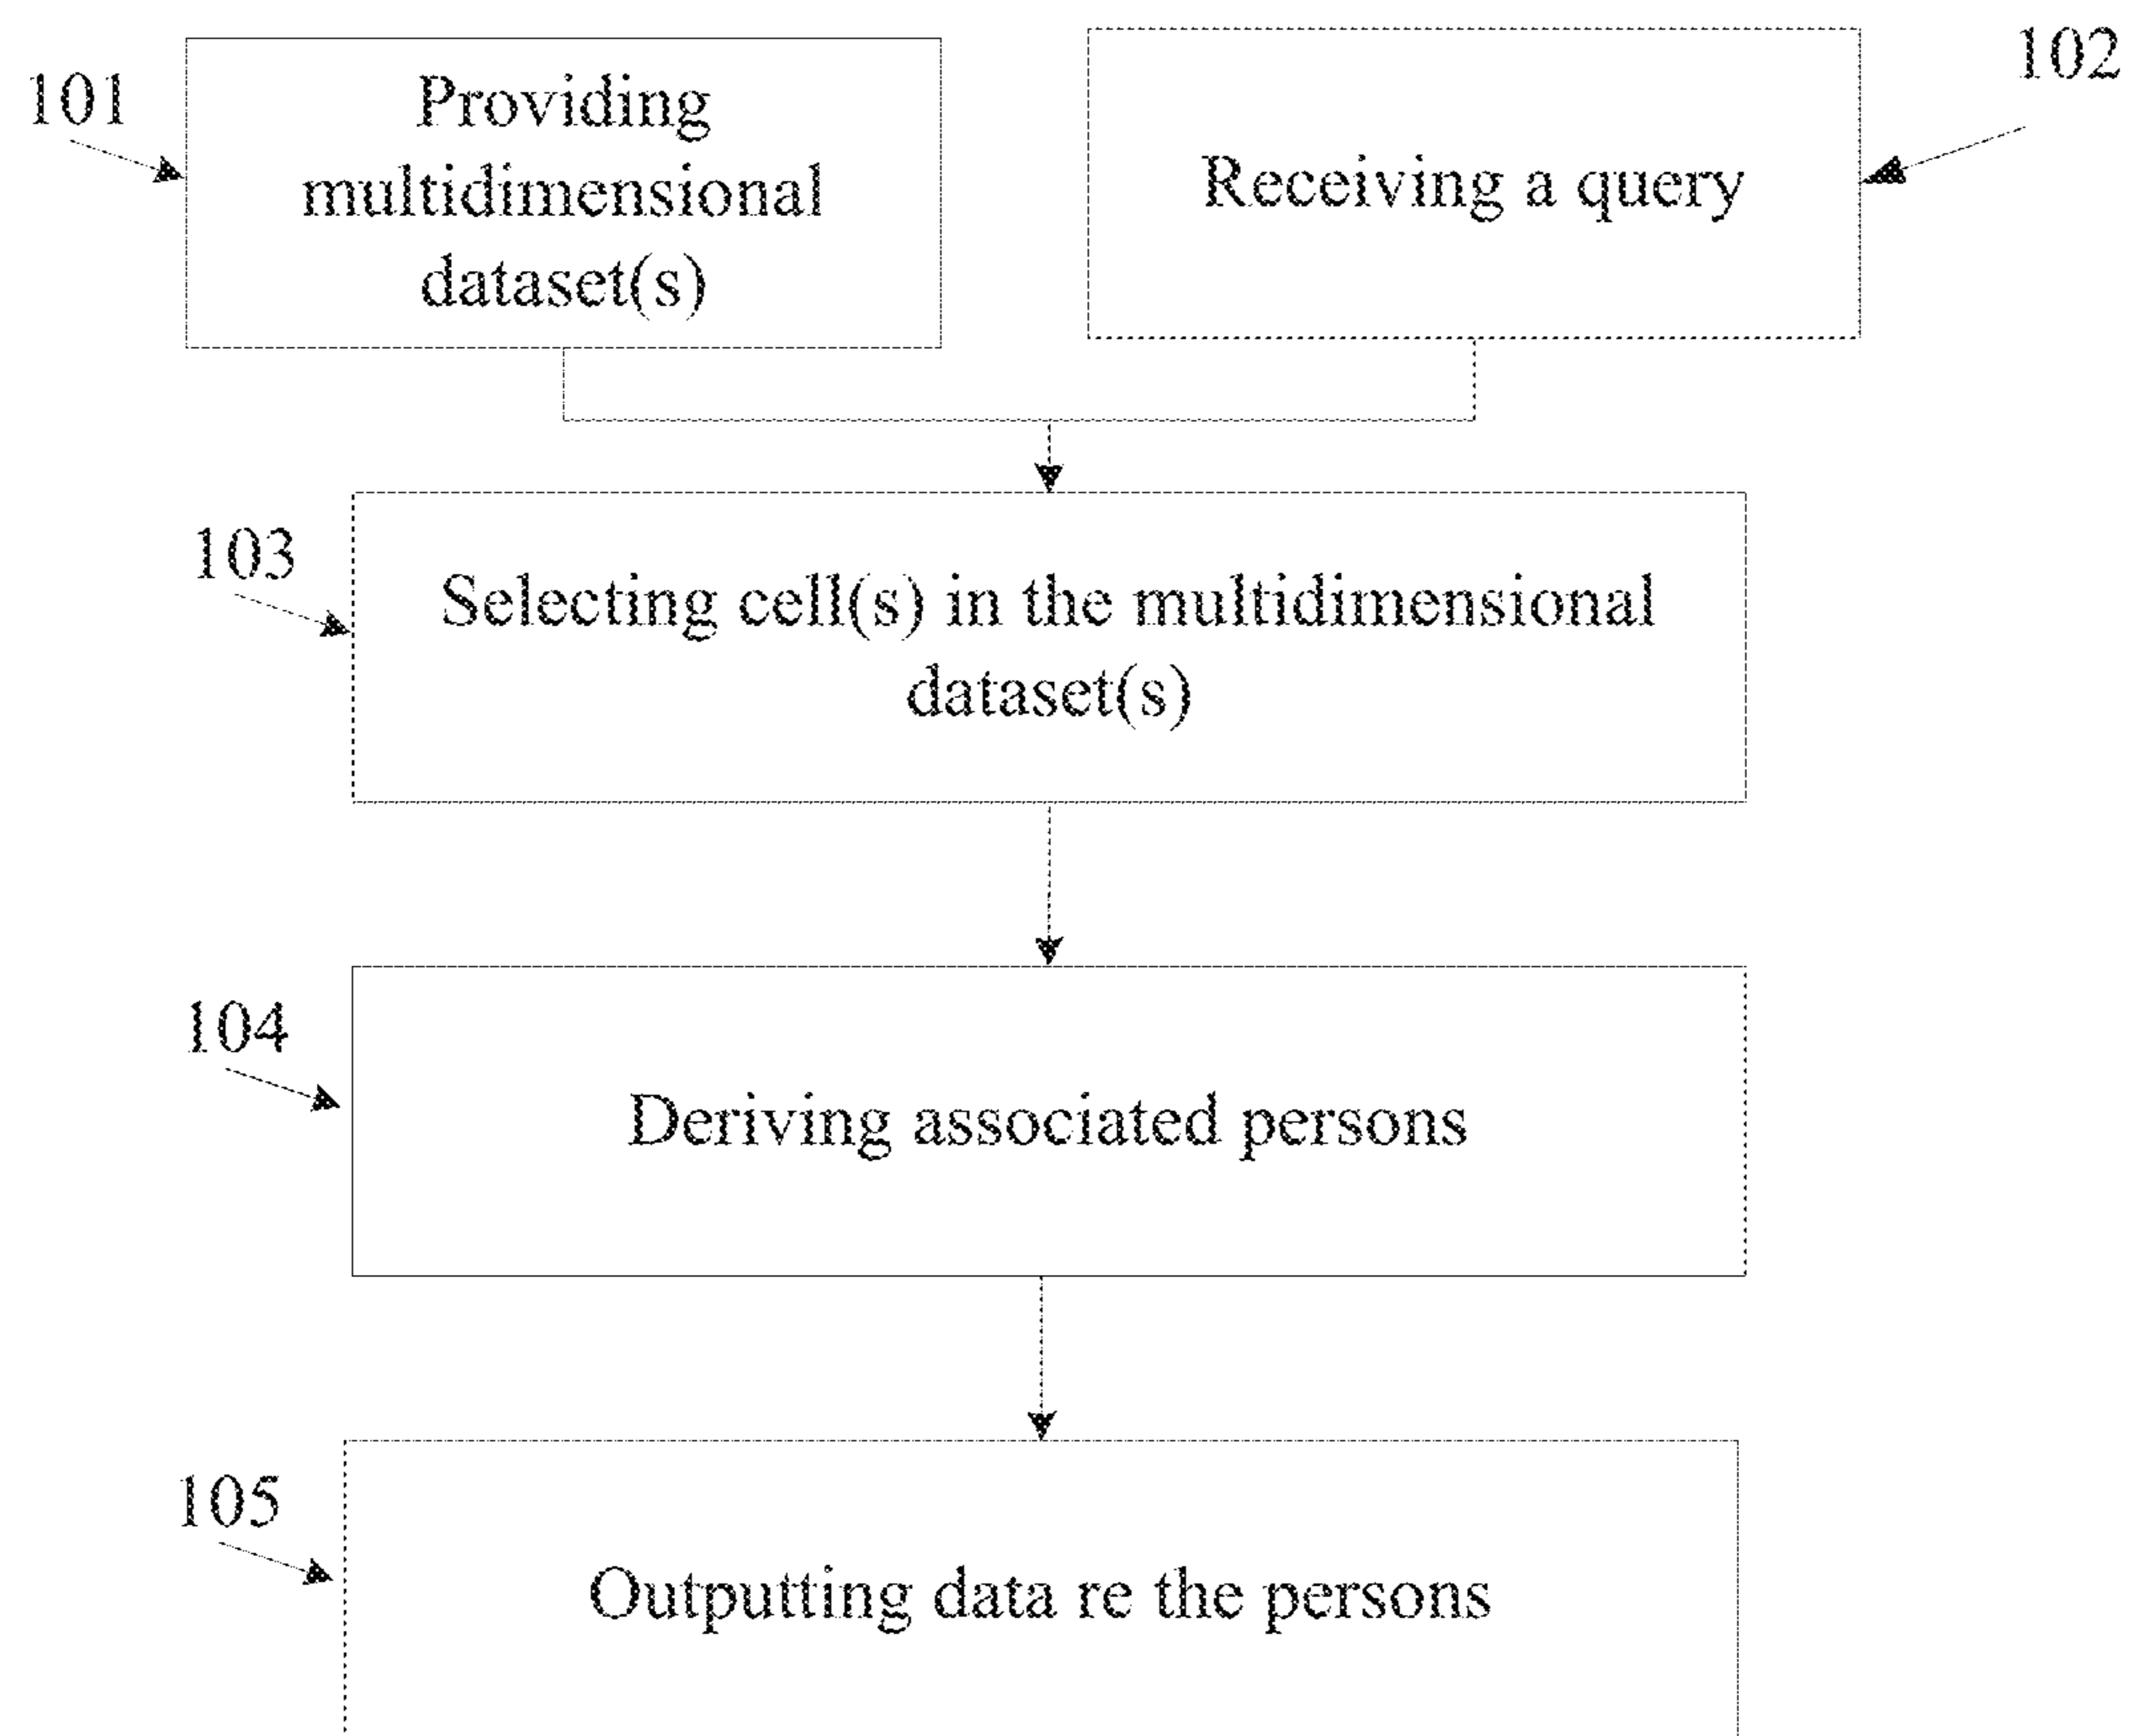 101
Providing
multidimensional
dataset(s)
102
Receiving a query
103
Selecting cell(s) in the multidimensional
dataset(s)
104
Deriving associated persons
105
Outputting data re the persons